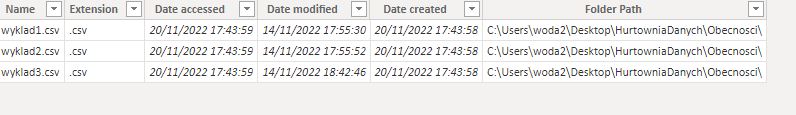 Name Extension Date accessed Date modified Date created Folder Path
wyklad1.csv .csv 20/11/2022 17:43:59 14/11/2022 17:55:30 20/11/2022 17:43:58 C:\Users\woda2\Desktop\HurtowniaDanych\Obecnosci\
wyklad2.csv .csv 20/11/2022 17:43:59 14/11/2022 17:55:52 20/11/2022 17:43:58 C:\Users\woda2\Desktop\HurtowniaDanych\Obecnosci\
wyklad3.csv .csv 20/11/2022 17:43:59 14/11/2022 18:42:46 20/11/2022 17:43:58 C:\Users\woda2\Desktop\HurtowniaDanych\Obecnosci\